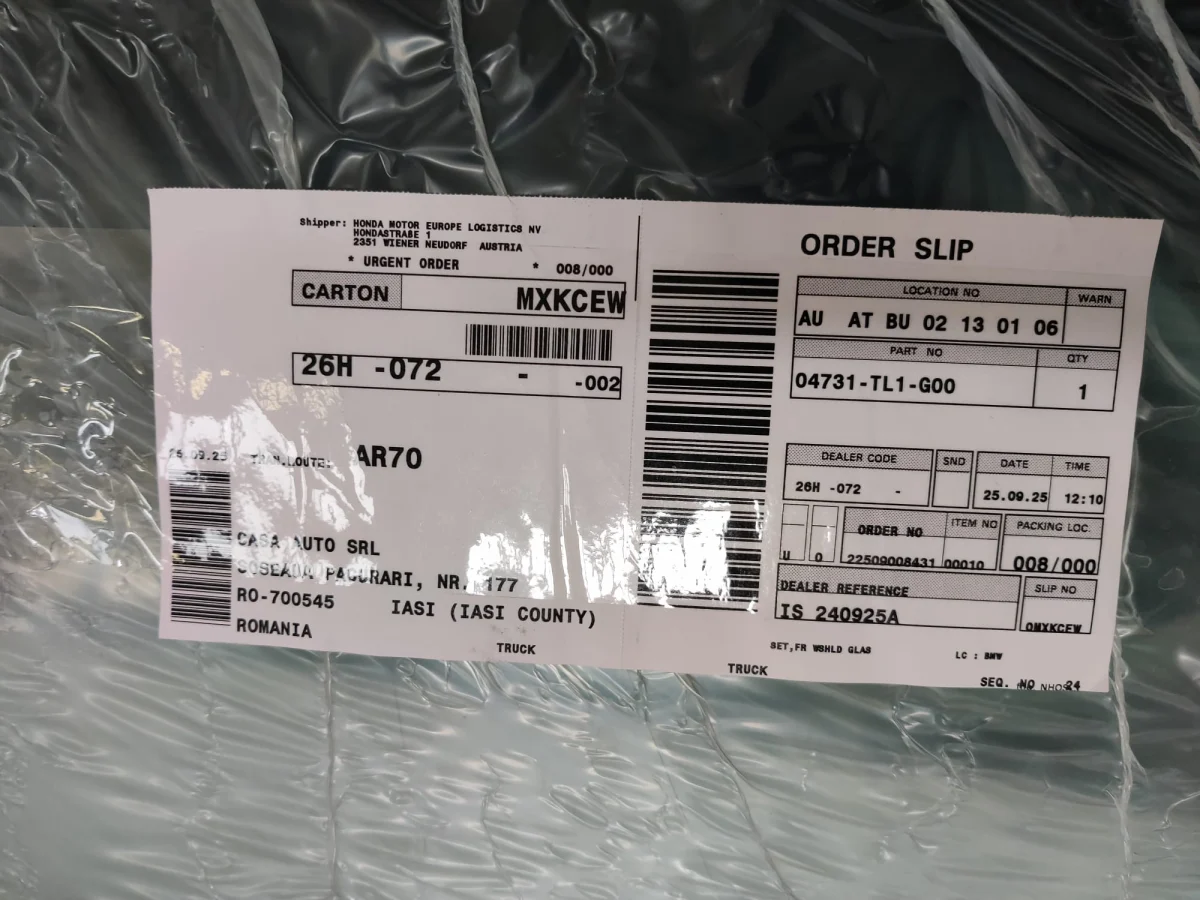 Shipper: HONDA MOTOR EUROPE LOGISTICS NV
HONDASTRAßE 1
2351 WIENER NEUDORF AUSTRIA
* URGENT ORDER * 008/000
CARTON MXKCEW
26H -072 - -002
AR70
CASA AUTO SRL
PACURARI, NR. 177
RO-700545 IASI (IASI COUNTY)
ROMANIA
TRUCK
ORDER SLIP
LOCATION NO WARN
AU AT BU 02 13 01 06
PART NO QTY
04731-TL1-G00 1
DEALER CODE SND DATE TIME
26H -072 - 25.09.25 12:10
ORDER NO ITEM NO PACKING LOC.
U 0 22509008431 00010 008/000
DEALER REFERENCE SLIP NO
IS 240925A 0MXKCEW
SET,FR WSHLD GLAS LC : BMW
TRUCK
SEQ. NO 24